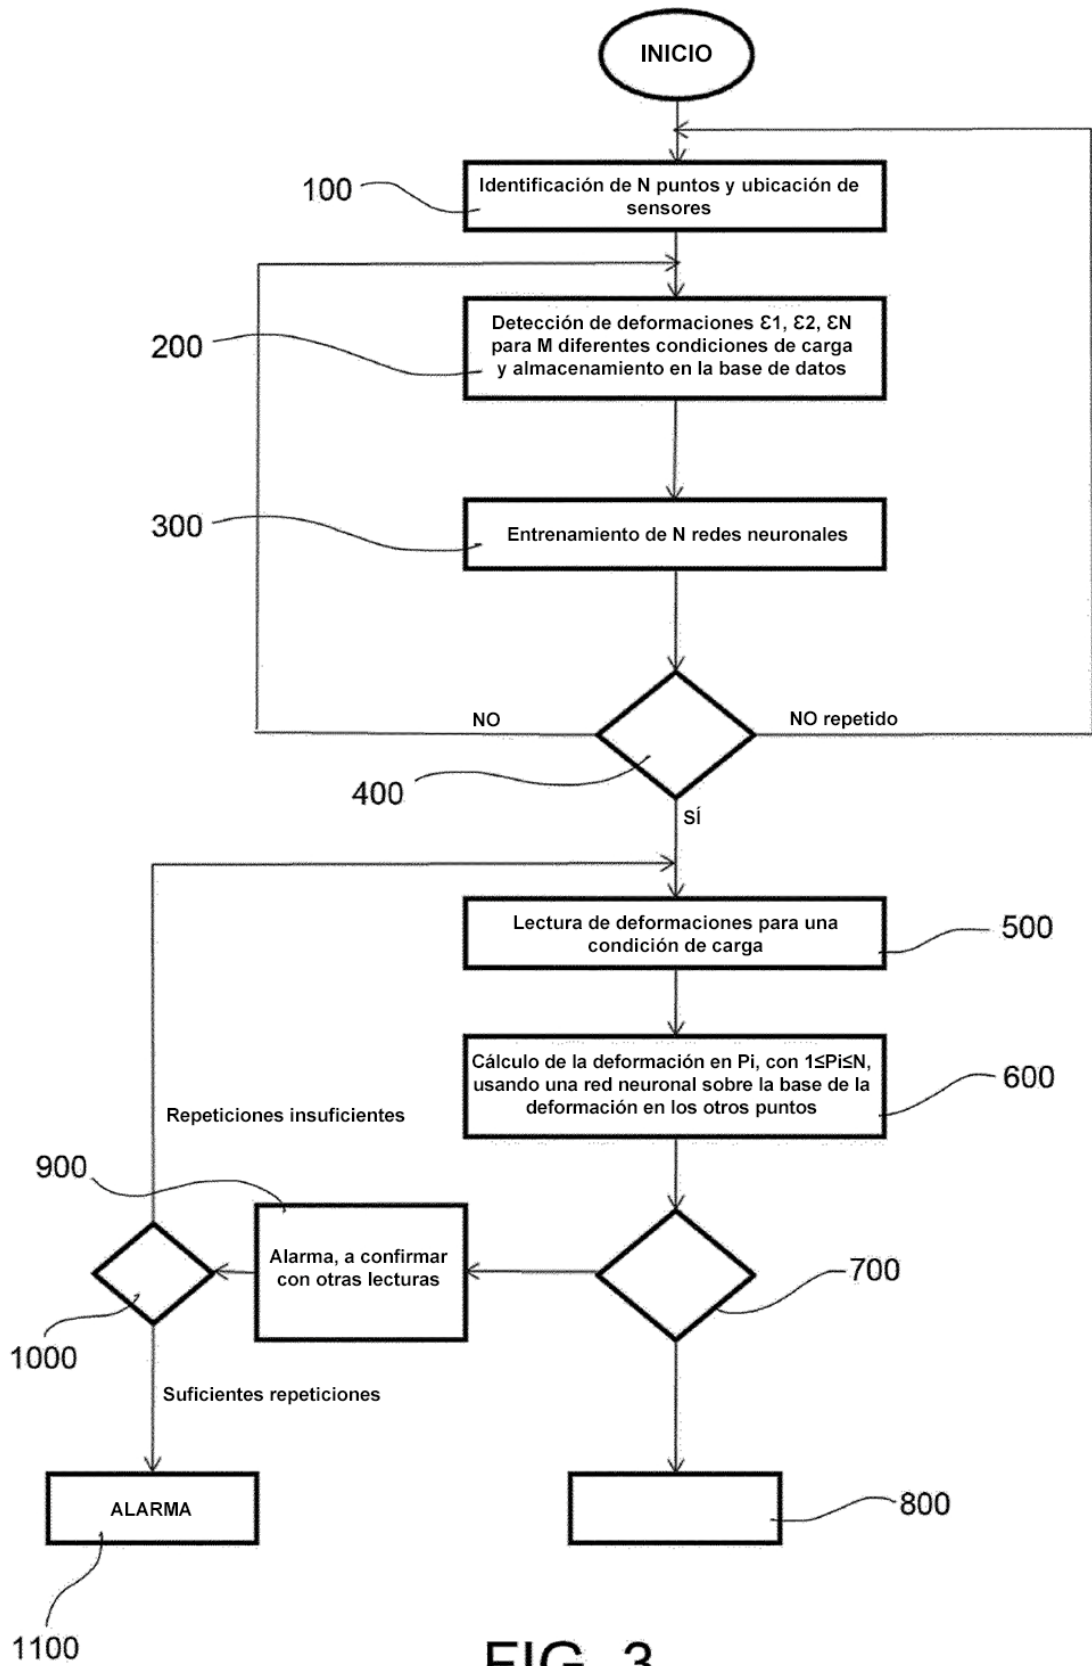 INICIO
100
Identificación de N puntos y ubicación de
sensores
200
Detección de deformaciones Ɛ1, Ɛ2, ƐN
para M diferentes condiciones de carga
y almacenamiento en la base de datos
300
Entrenamiento de N redes neuronales
NO
NO repetido
400
SÍ
Lectura de deformaciones para una
condición de carga
500
Cálculo de la deformación en Pi, con 1≤Pi≤N,
usando una red neuronal sobre la base de la
deformación en los otros puntos
600
Repeticiones insuficientes
900
Alarma, a confirmar
con otras lecturas
700
1000
Suficientes repeticiones
ALARMA
800
1100
FIG. 3